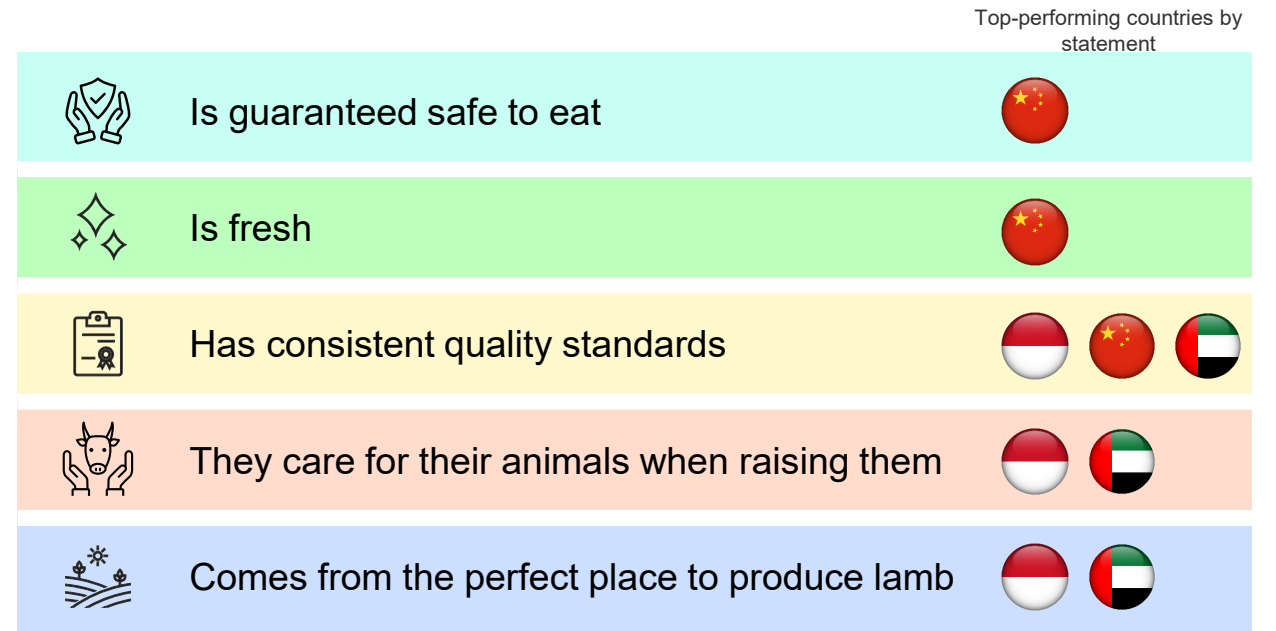 Top-performing countries by
statement
Is guaranteed safe to eat
Is fresh
Has consistent quality standards
They care for their animals when raising them
Comes from the perfect place to produce lamb